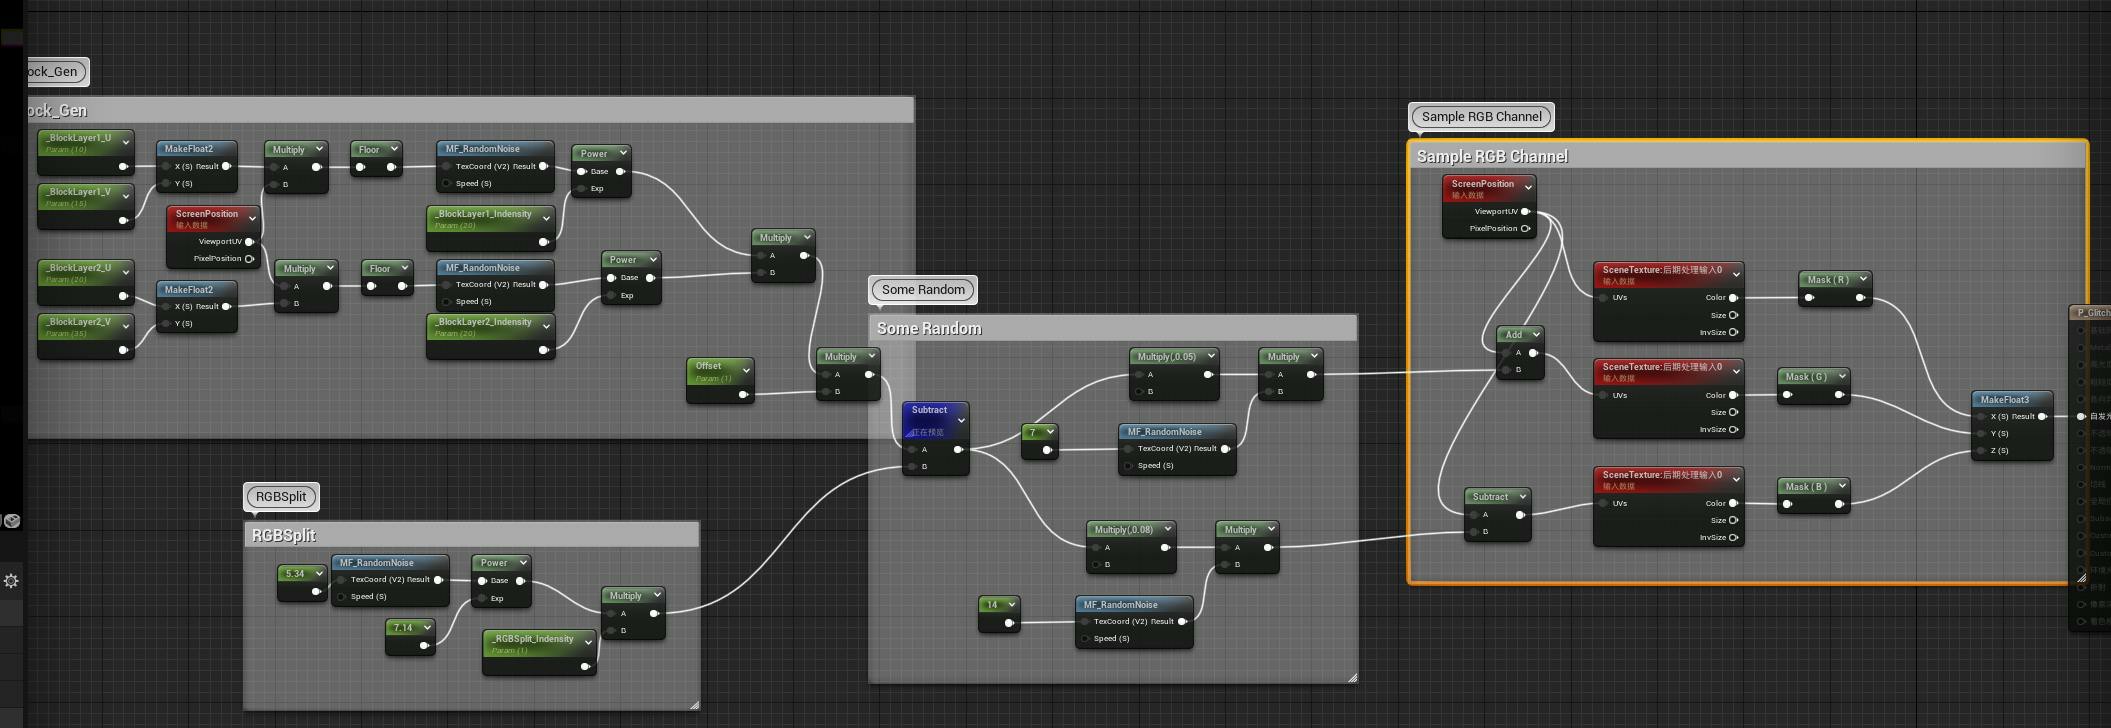 ock_Gen
ock_Gen
_BlockLayer1_U
Param (10)
_BlockLayer1_V
Param (15)
MakeFloat2
X (S) Result
Y (S)
ScreenPosition
输入数据
ViewportUV
PixelPosition
Multiply
A
B
Floor
MF_RandomNoise
TexCoord (V2) Result
Speed (S)
Power
Base
Exp
_BlockLayer1_Indensity
Param (20)
_BlockLayer2_U
Param (20)
_BlockLayer2_V
Param (35)
MakeFloat2
X (S) Result
Y (S)
Multiply
A
B
Floor
MF_RandomNoise
TexCoord (V2) Result
Speed (S)
_BlockLayer2_Indensity
Param (20)
Power
Base
Exp
Multiply
A
B
Offset
Param (1)
Multiply
A
B
RGBSplit
RGBSplit
5.34
MF_RandomNoise
TexCoord (V2) Result
Speed (S)
7.14
Power
Base
Exp
_RGBSplit_Indensity
Param (1)
Multiply
A
B
Some Random
Some Random
Subtract
正在预览
A
B
Multiply(,0.05)
A
B
Multiply
A
B
7
MF_RandomNoise
TexCoord (V2) Result
Speed (S)
Multiply(,0.08)
A
B
Multiply
A
B
14
MF_RandomNoise
TexCoord (V2) Result
Speed (S)
Sample RGB Channel
Sample RGB Channel
ScreenPosition
输入数据
ViewportUV
PixelPosition
Add
A
B
Subtract
A
B
SceneTexture:后期处理输入0
输入数据
UVs
Color
Size
InvSize
Mask ( R )
SceneTexture:后期处理输入0
输入数据
UVs
Color
Size
InvSize
Mask ( G )
SceneTexture:后期处理输入0
输入数据
UVs
Color
Size
InvSize
Mask ( B )
MakeFloat3
X (S) Result
Y (S)
Z (S)
P_Glitch
自发光